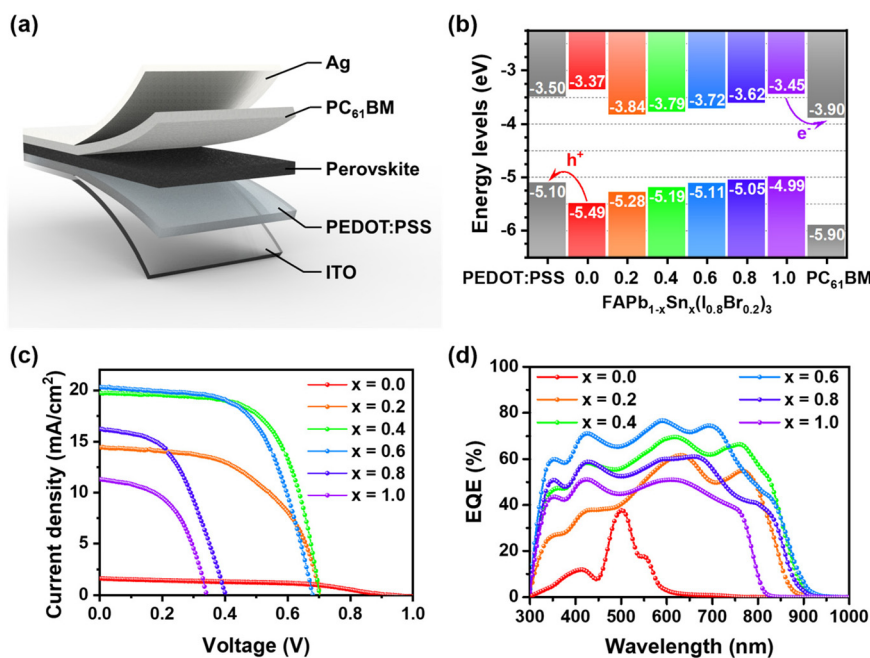 (a)
Ag
PC₆₁BM
Perovskite
PEDOT:PSS
ITO
(b)
Energy levels (eV)
-3
-4
-5
-6
-3.50
-3.37
-3.84
-3.79
-3.72
-3.62
-3.45
-3.90
e⁻
h⁺
-5.10
-5.49
-5.28
-5.19
-5.11
-5.05
-4.99
-5.90
PEDOT:PSS 0.0 0.2 0.4 0.6 0.8 1.0 PC₆₁BM
FAPb₁₋ₓSnₓ(I₀.₈Br₀.₂)₃
(c)
Current density (mA/cm²)
20
15
10
5
0
x = 0.0
x = 0.2
x = 0.4
x = 0.6
x = 0.8
x = 1.0
0.0 0.2 0.4 0.6 0.8 1.0
Voltage (V)
(d)
EQE (%)
100
80
60
40
20
0
x = 0.0
x = 0.2
x = 0.4
x = 0.6
x = 0.8
x = 1.0
300 400 500 600 700 800 900 1000
Wavelength (nm)